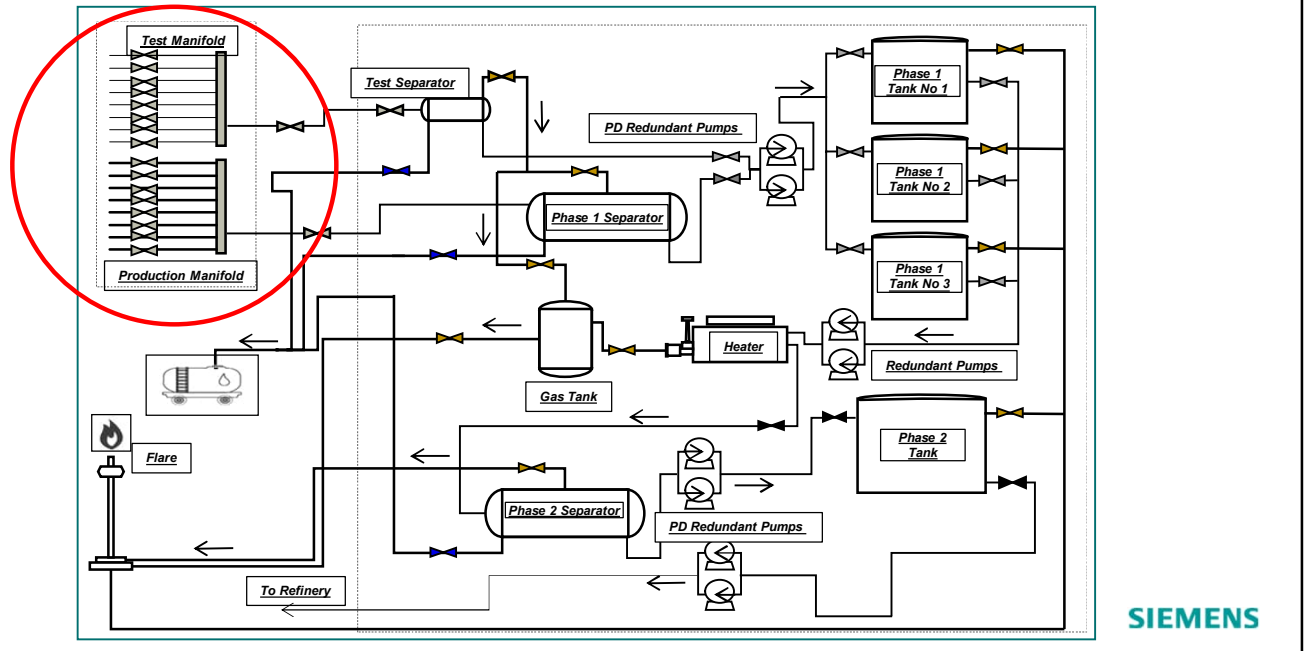 Test Manifold
Test Separator
PD Redundant Pumps
Phase 1
Tank No 1
Phase 1
Tank No 2
Phase 1 Separator
Production Manifold
Phase 1
Tank No 3
Heater
Redundant Pumps
Gas Tank
Phase 2
Tank
Flare
Phase 2 Separator
PD Redundant Pumps
To Refinery
SIEMENS